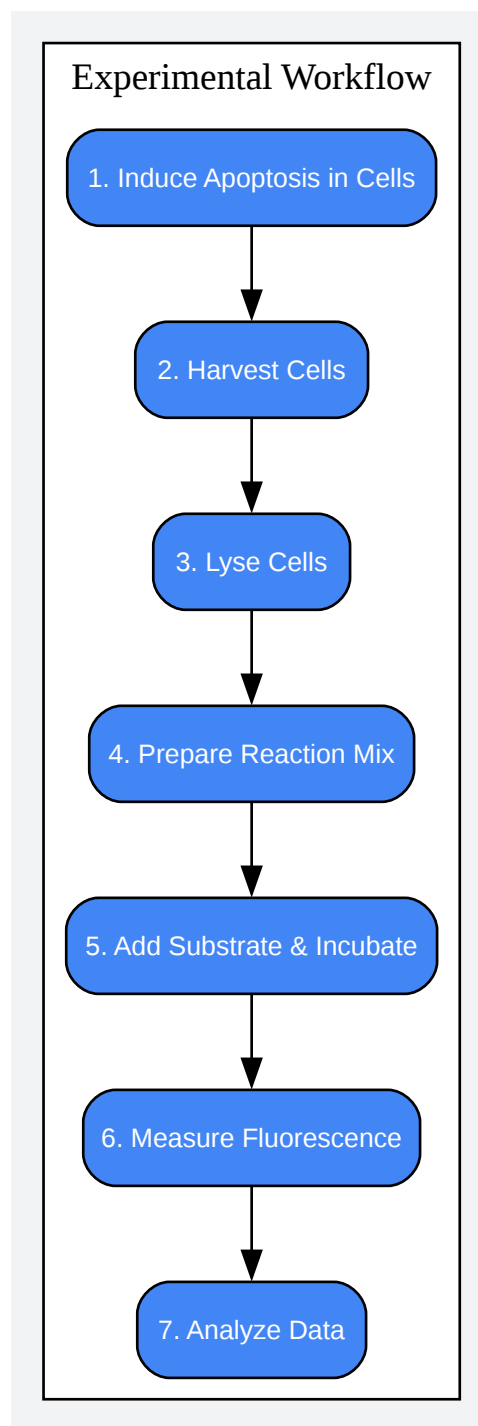 Experimental Workflow
1. Induce Apoptosis in Cells
2. Harvest Cells
3. Lyse Cells
4. Prepare Reaction Mix
5. Add Substrate & Incubate
6. Measure Fluorescence
7. Analyze Data